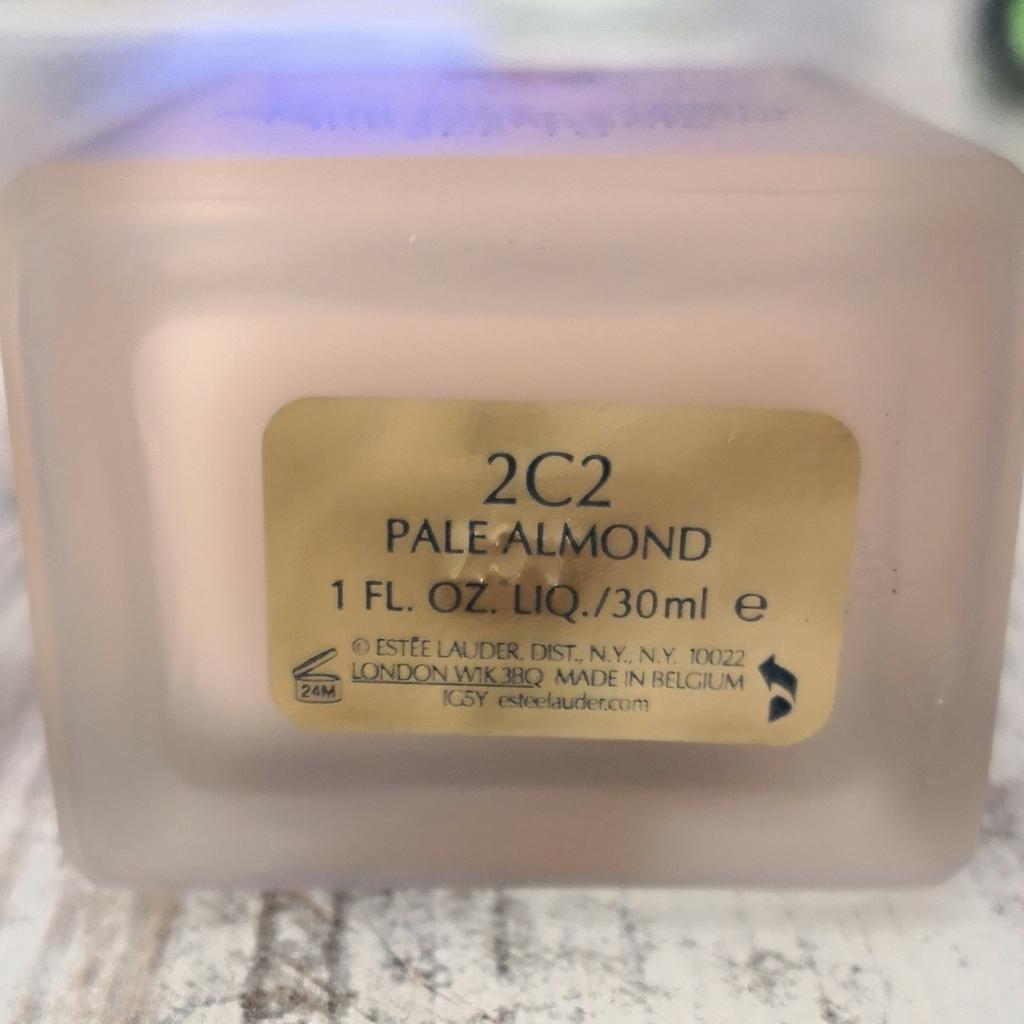 2C2
PALE ALMOND
1 FL. OZ. LIQ./30ml e
© ESTĒE LAUDER, DIST., N.Y., N.Y. 10022
LONDON W1K 3BQ MADE IN BELGIUM
24M
IG5Y esteelauder.com